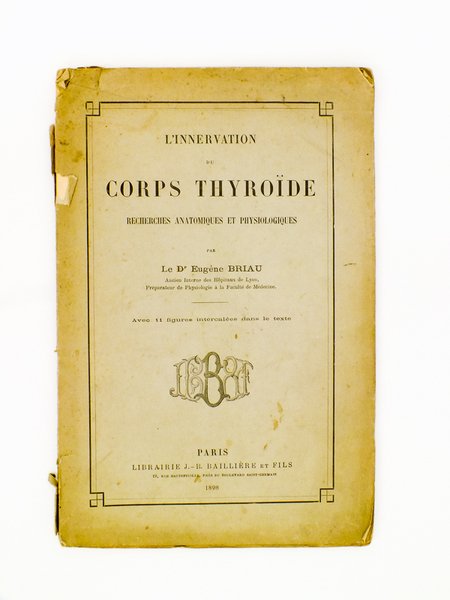 L'INNERVATION
DU
CORPS THYROÏDE
RECHERCHES ANATOMIQUES ET PHYSIOLOGIQUES
PAR
Le Dr Eugène BRIAU
Ancien Interne des Hôpitaux de Lyon,
Préparateur de Physiologie à la Faculté de Médecine.
Avec 11 figures intercalées dans le texte
PARIS
LIBRAIRIE J.-B. BAILLIÈRE ET FILS
19, RUE HAUTEFEUILLE, PRÈS DU BOULEVARD SAINT-GERMAIN
1898